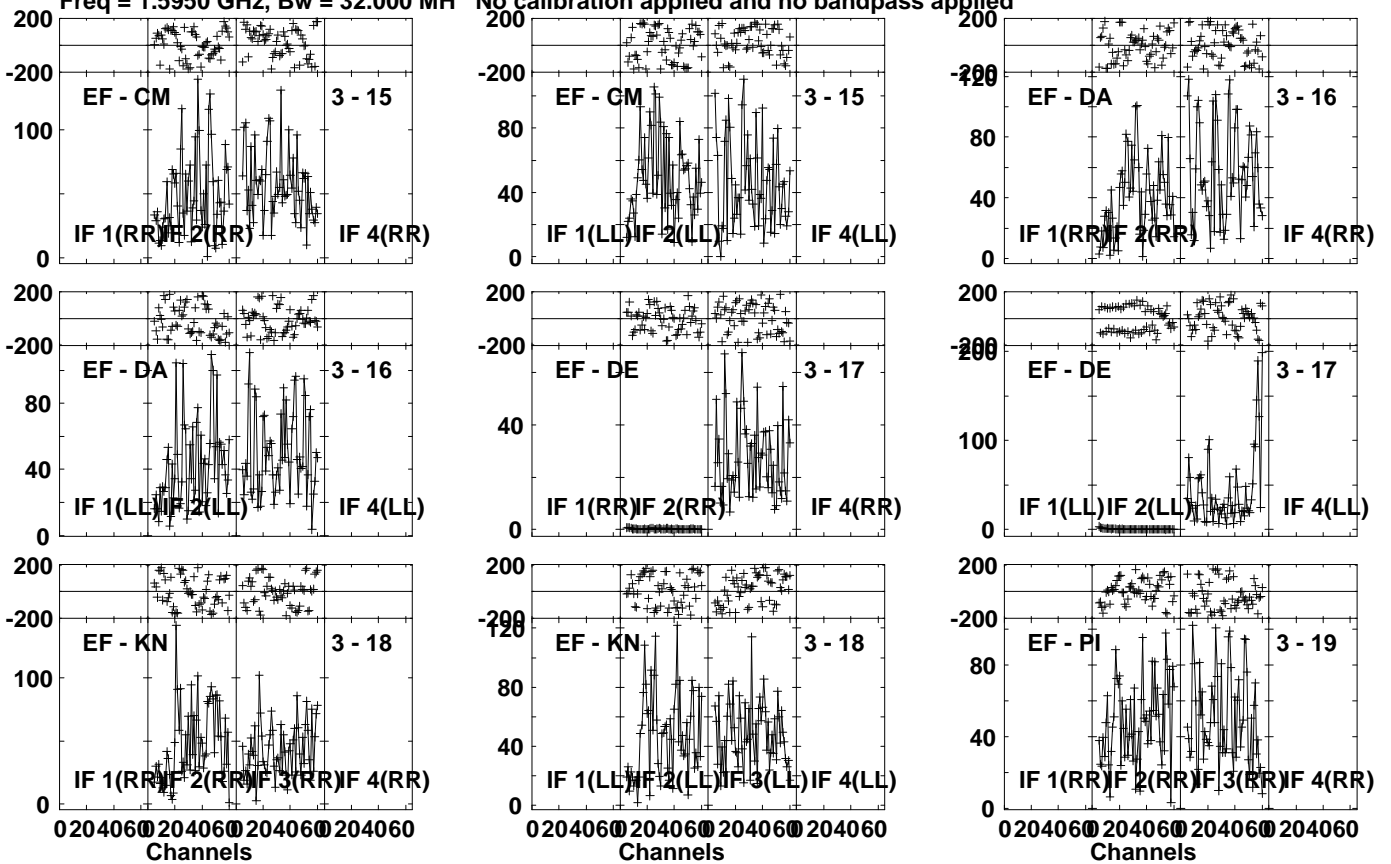 Freq = 1.5950 GHz, Bw = 32.000 MH No calibration applied and no bandpass applied
200
-200
EF - CM
3 - 15
100
0
IF 1(RR)
IF 2(RR)
IF 4(RR)
EF - CM
3 - 15
80
40
0
IF 1(LL)
IF 2(LL)
IF 4(LL)
200
-200
120
EF - DA
3 - 16
80
40
0
IF 1(RR)
IF 2(RR)
IF 4(RR)
200
-200
EF - DA
3 - 16
80
40
0
IF 1(LL)
IF 2(LL)
IF 4(LL)
200
-200
EF - DE
3 - 17
40
0
IF 1(RR)
IF 2(RR)
IF 4(RR)
200
-200
200
EF - DE
3 - 17
100
0
IF 1(LL)
IF 2(LL)
IF 4(LL)
200
-200
EF - KN
3 - 18
100
0
IF 1(RR)
IF 2(RR)
IF 3(RR)
IF 4(RR)
0 20 40 60 0 20 40 60 0 20 40 60 0 20 40 60
Channels
200
-200
120
EF - KN
3 - 18
80
40
0
IF 1(LL)
IF 2(LL)
IF 3(LL)
IF 4(LL)
0 20 40 60 0 20 40 60 0 20 40 60 0 20 40 60
Channels
200
-200
EF - PI
3 - 19
80
40
0
IF 1(RR)
IF 2(RR)
IF 3(RR)
IF 4(RR)
0 20 40 60 0 20 40 60 0 20 40 60 0 20 40 60
Channels